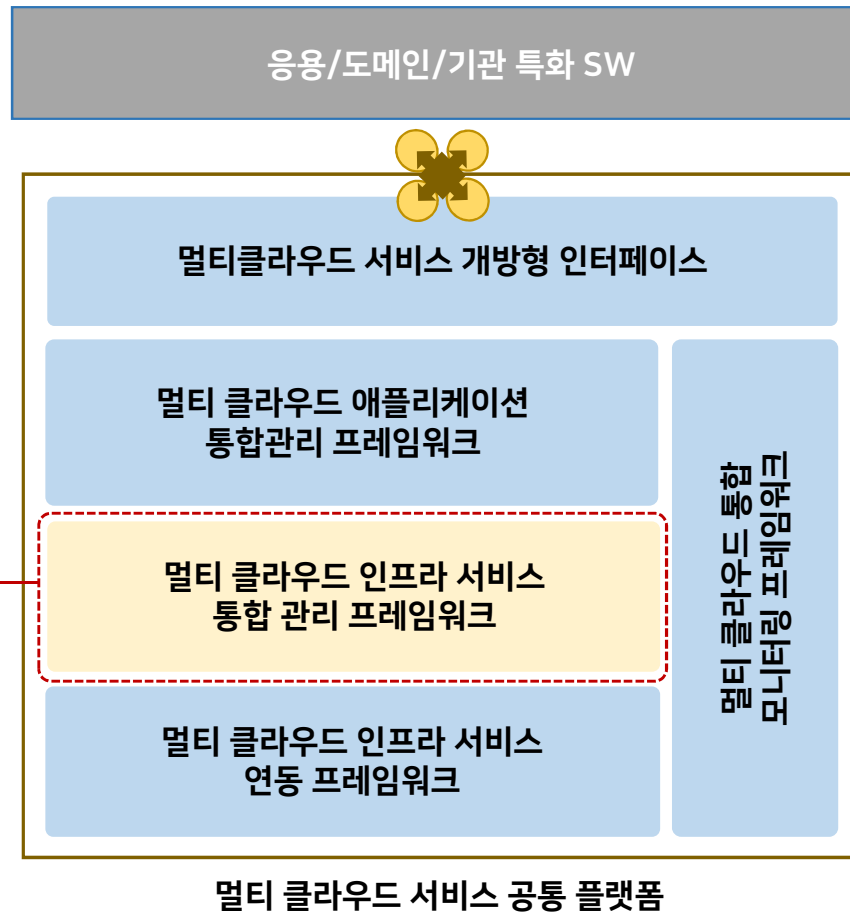 응용/도메인/기관 특화 SW
멀티클라우드 서비스 개방형 인터페이스
멀티 클라우드 애플리케이션
통합관리 프레임워크
멀티 클라우드 인프라 서비스
통합 관리 프레임워크
멀티 클라우드 인프라 서비스
연동 프레임워크
멀티 클라우드 통합
모니터링 프레임워크
멀티 클라우드 서비스 공통 플랫폼